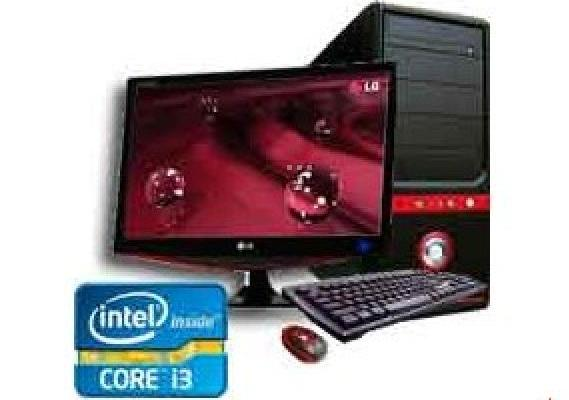 LG
LG
intel inside
CORE i3